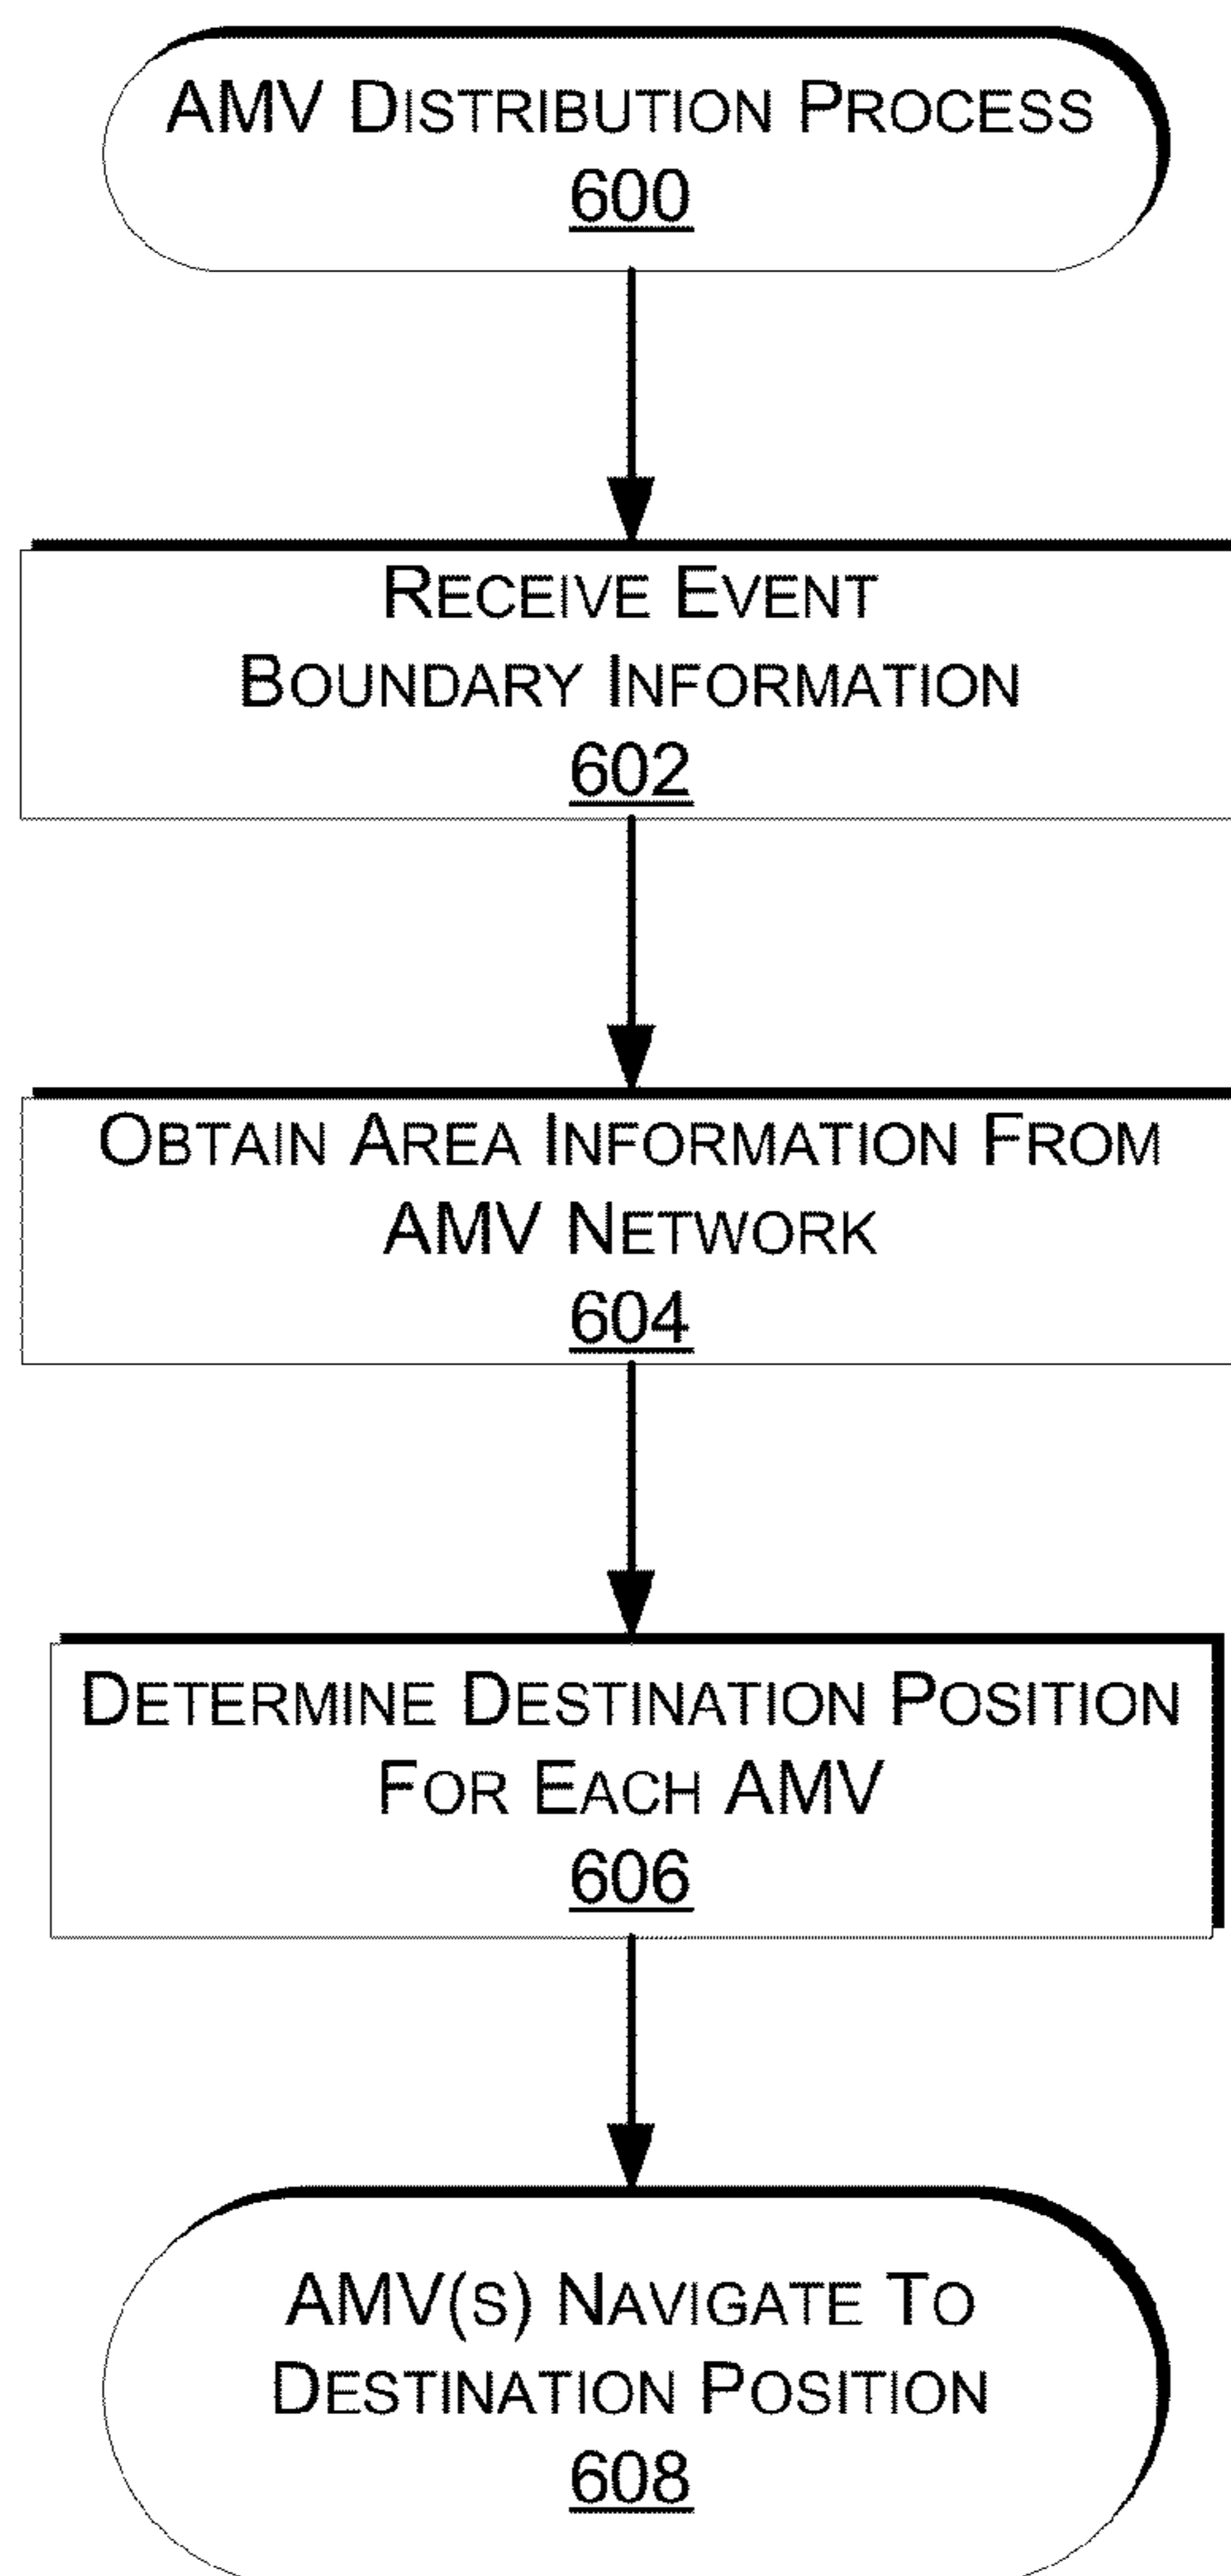 AMV DISTRIBUTION PROCESS
600
RECEIVE EVENT
BOUNDARY INFORMATION
602
OBTAIN AREA INFORMATION FROM
AMV NETWORK
604
DETERMINE DESTINATION POSITION
FOR EACH AMV
606
AMV(S) NAVIGATE TO
DESTINATION POSITION
608